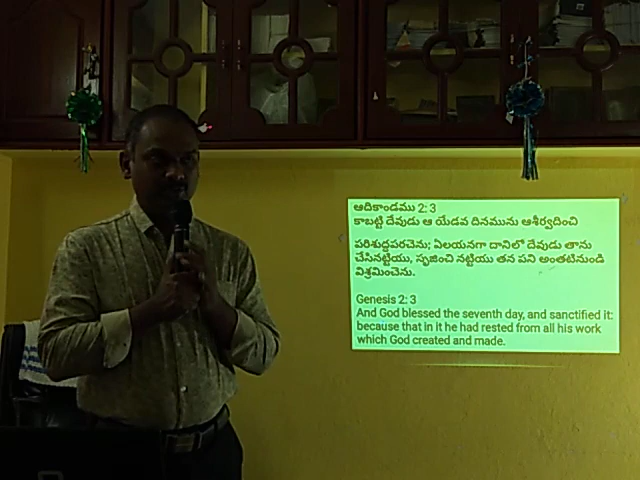 ఆదికాండము 2: 3
కాబట్టి దేవుడు ఆ యేడవ దినమును ఆశీర్వదించి
పరిశుద్ధపరచెను; ఏలయనగా దానిలో దేవుడు తాను
చేసినట్టియు, సృజించి నట్టియు తన పని అంతటినుండి
విశ్రమించెను.
Genesis 2: 3
And God blessed the seventh day, and sanctified it:
because that in it he had rested from all his work
which God created and made.